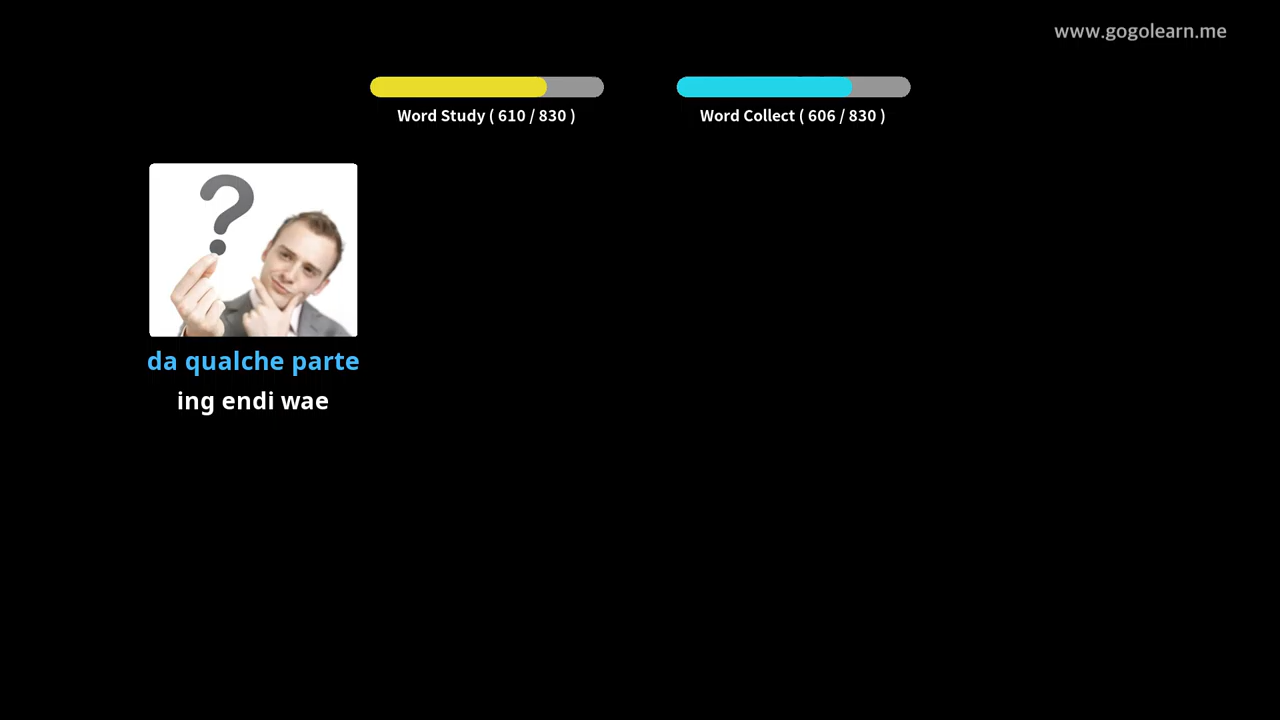 www.gogolearn.me
Word Study ( 610 / 830 )
Word Collect ( 606 / 830 )
?
da qualche parte
ing endi wae